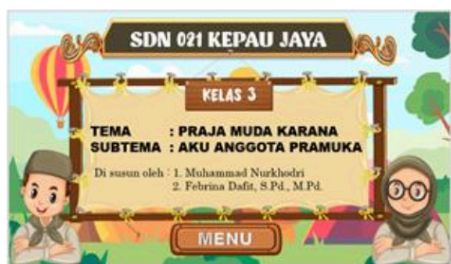 SDN 021 KEPAU JAYA
KELAS 3
TEMA : PRAJA MUDA KARANA
SUBTEMA : AKU ANGGOTA PRAMUKA
Di susun oleh : 1. Muhammad Nurkhodri
2. Febrina Dafit, S.Pd., M.Pd.
MENU